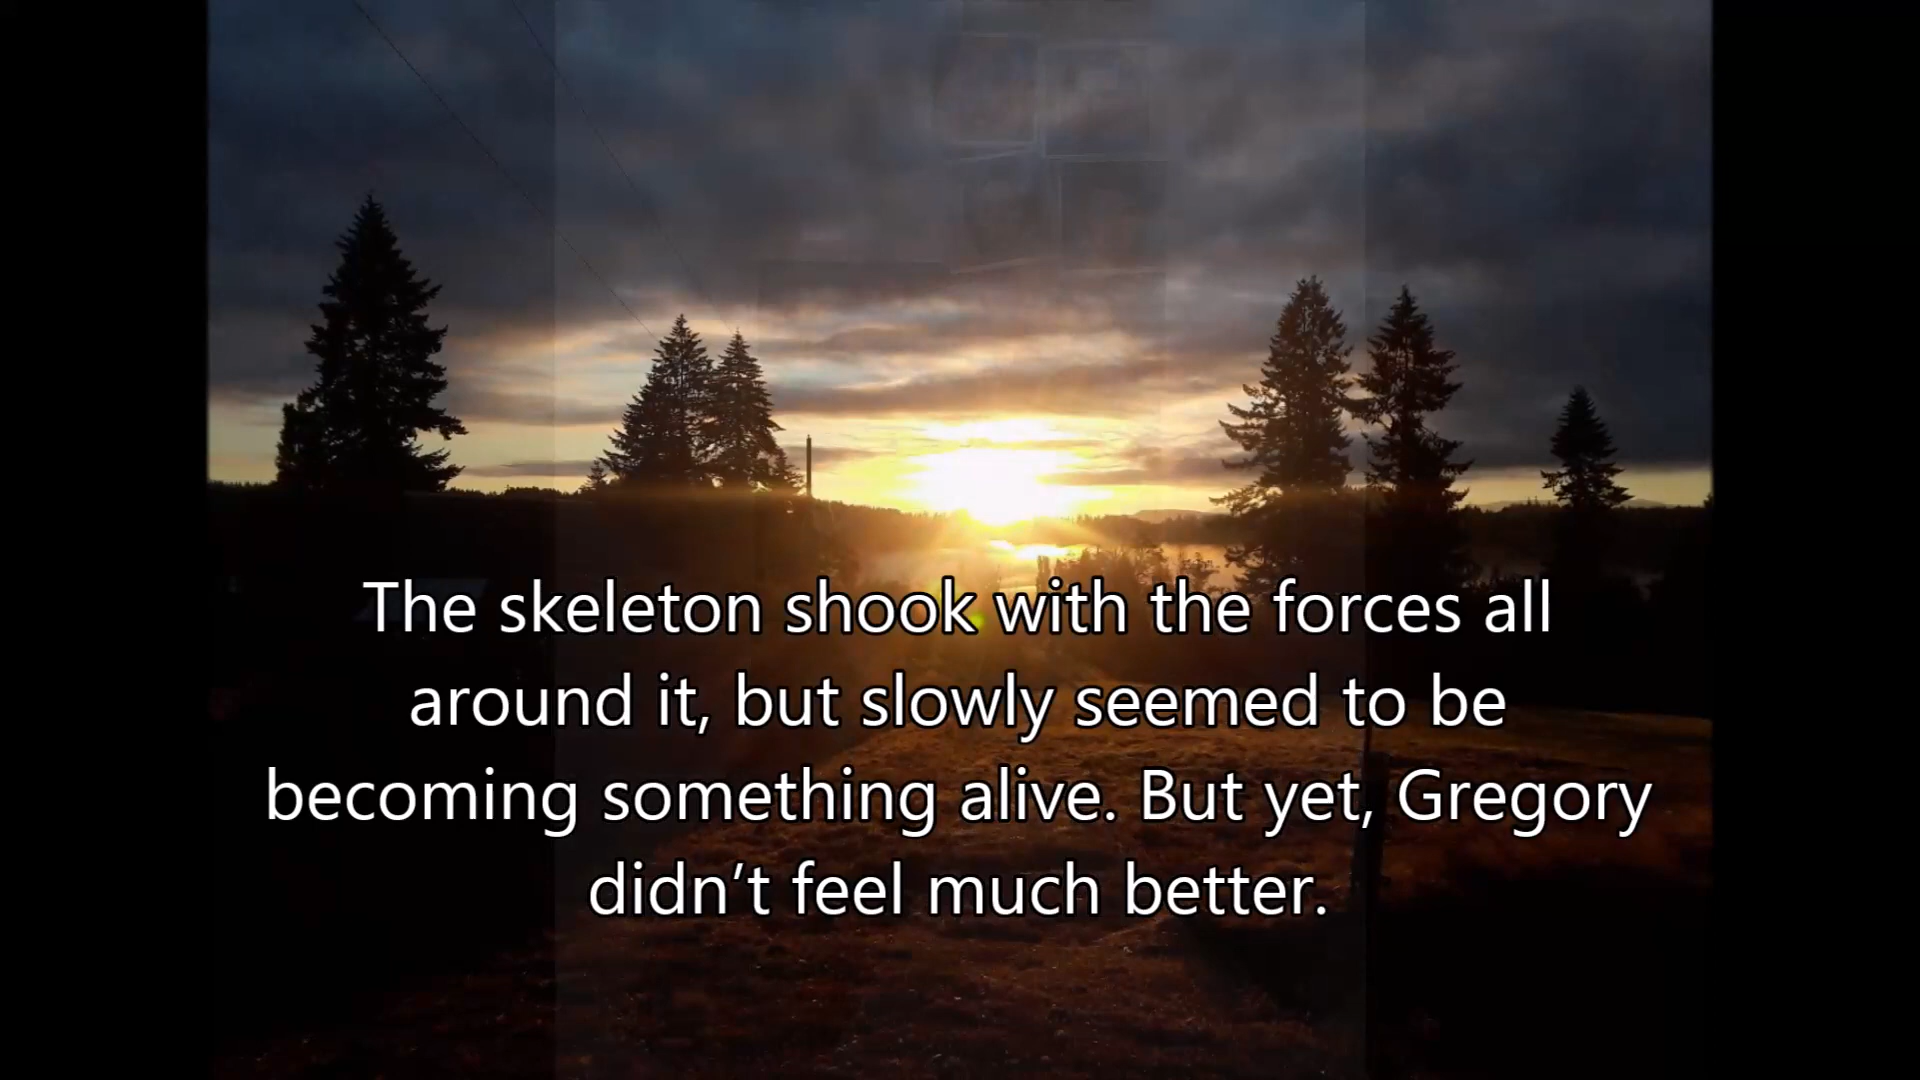 The skeleton shook with the forces all
around it, but slowly seemed to be
becoming something alive. But yet, Gregory
didn’t feel much better.